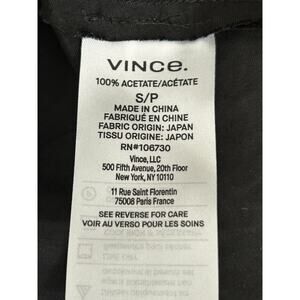 VINCE.
100% ACETATE/ACÉTATE
S/P
MADE IN CHINA
FABRIQUÉ EN CHINE
FABRIC ORIGIN: JAPAN
TISSU ORIGINE: JAPON
RN#106730
Vince, LLC
500 Fifth Avenue, 20th Floor
New York, NY 10110
11 Rue Saint Florentin
75008 Paris France
SEE REVERSE FOR CARE
VOIR AU VERSO POUR LES SOINS